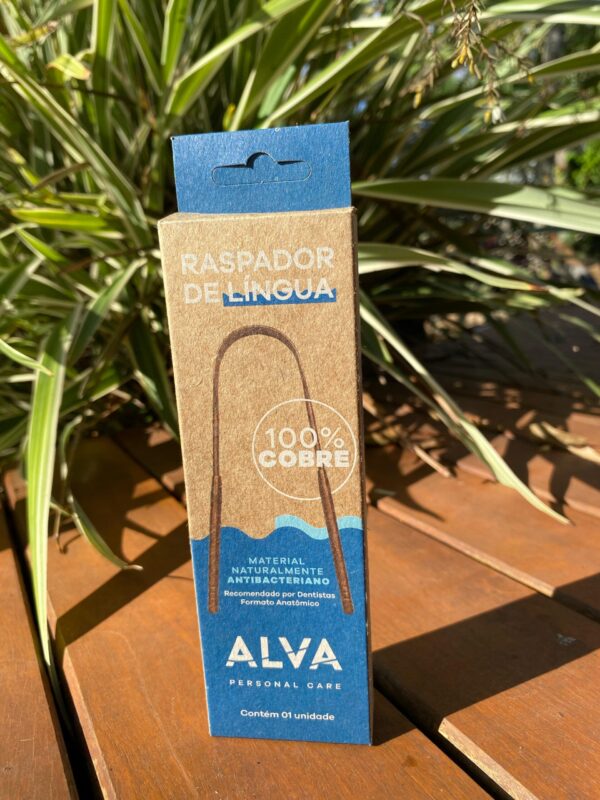 RASPADOR
DE LÍNGUA
100%
COBRE
MATERIAL
NATURALMENTE
ANTIBACTERIANO
Recomendado por Dentistas
Formato Anatômico
ALVA
PERSONAL CARE
Contém 01 unidade